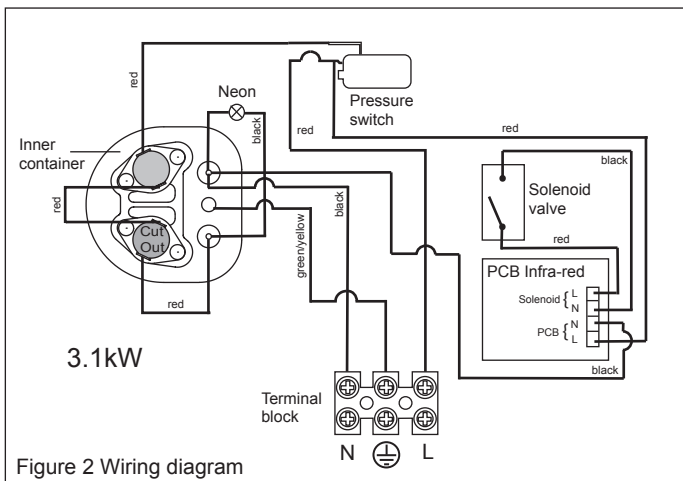 red
Neon
Pressure
switch
Inner
container
black
red
red
black
Solenoid
valve
red
Cut
Out
black
green/yellow
red
red
PCB Infra-red
Solenoid { L
N
PCB { N
L
black
3.1kW
Terminal
block
N L
Figure 2 Wiring diagram